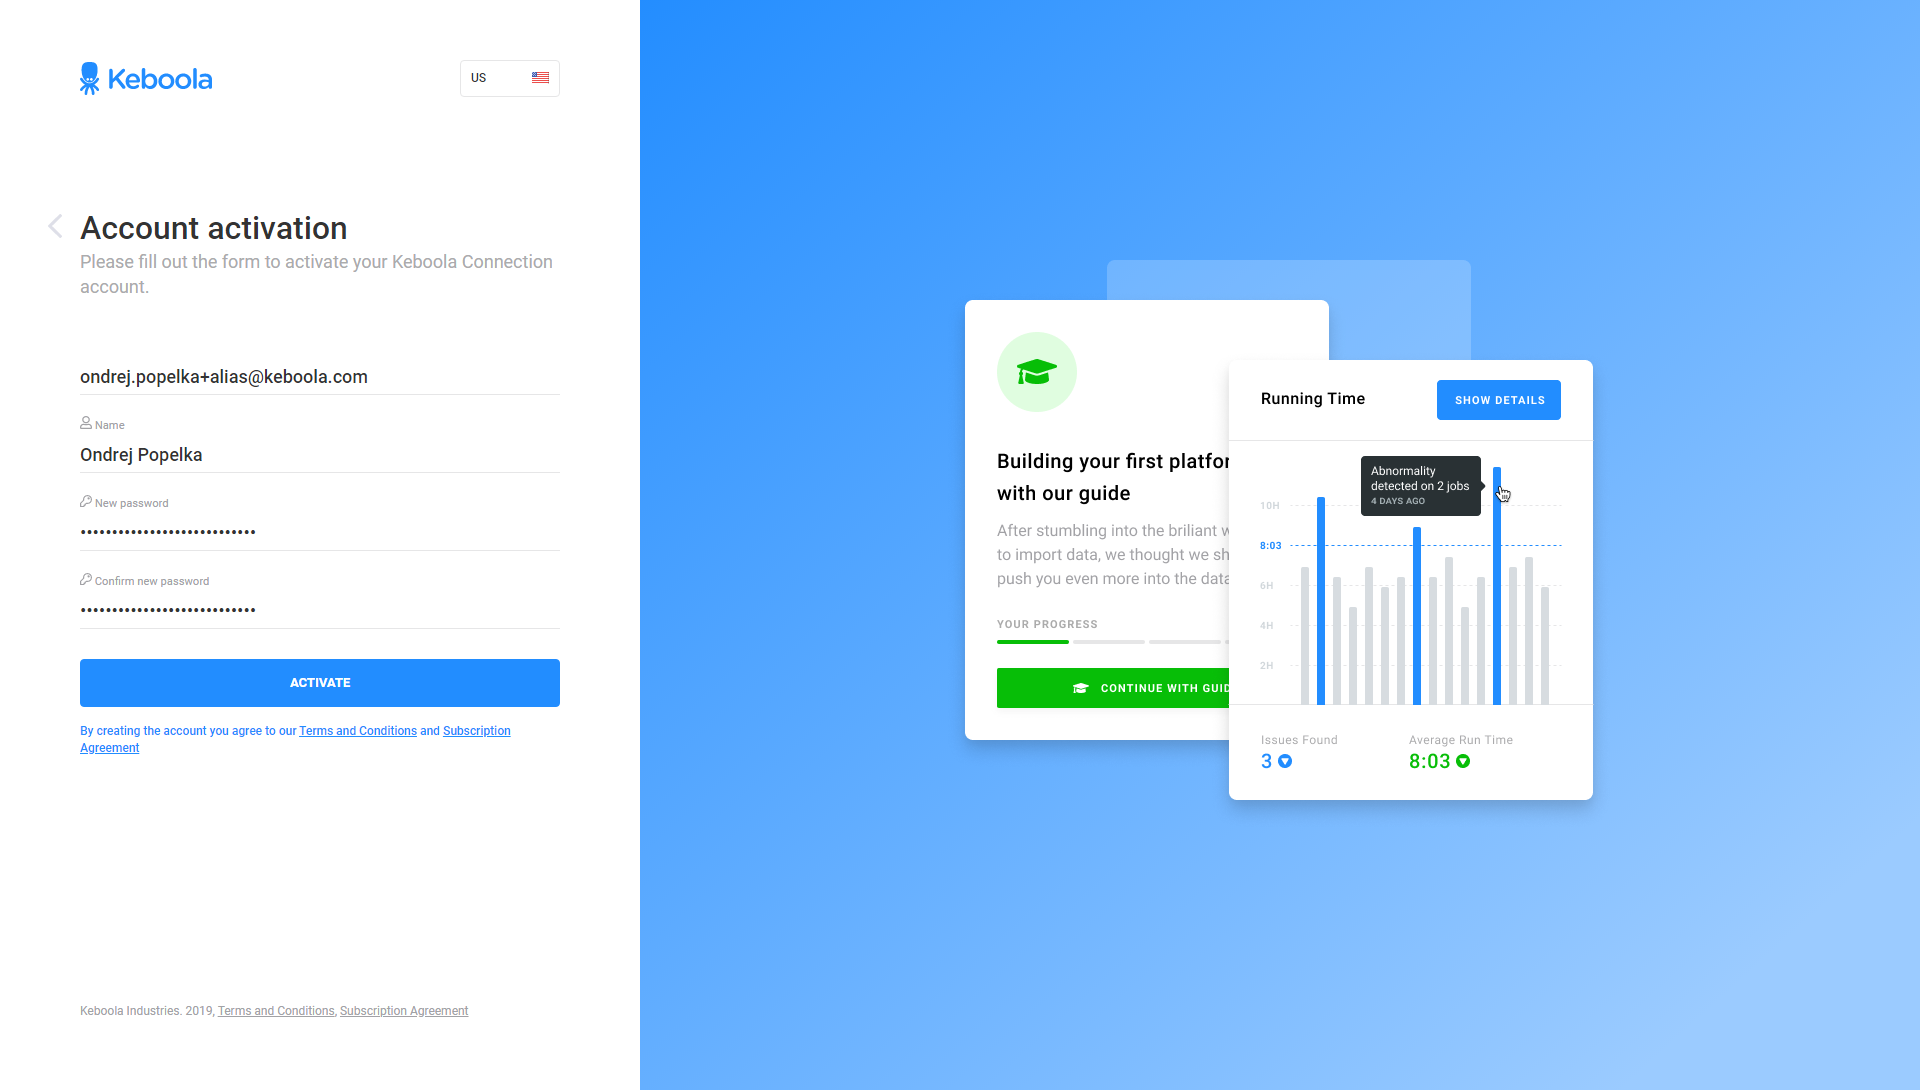 Keboola
US
Account activation
Please fill out the form to activate your Keboola Connection
account.
ondrej.popelka+alias@keboola.com
Name
Ondrej Popelka
New password
••••••••••••••••••••••••••••
Confirm new password
••••••••••••••••••••••••••••
ACTIVATE
By creating the account you agree to our Terms and Conditions and Subscription
Agreement
Keboola Industries. 2019, Terms and Conditions, Subscription Agreement
Building your first platfor
with our guide
After stumbling into the briliant w
to import data, we thought we sh
push you even more into the data
YOUR PROGRESS
CONTINUE WITH GUID
Running Time
SHOW DETAILS
Abnormality
detected on 2 jobs
4 DAYS AGO
10H
8:03
6H
4H
2H
Issues Found
3
Average Run Time
8:03